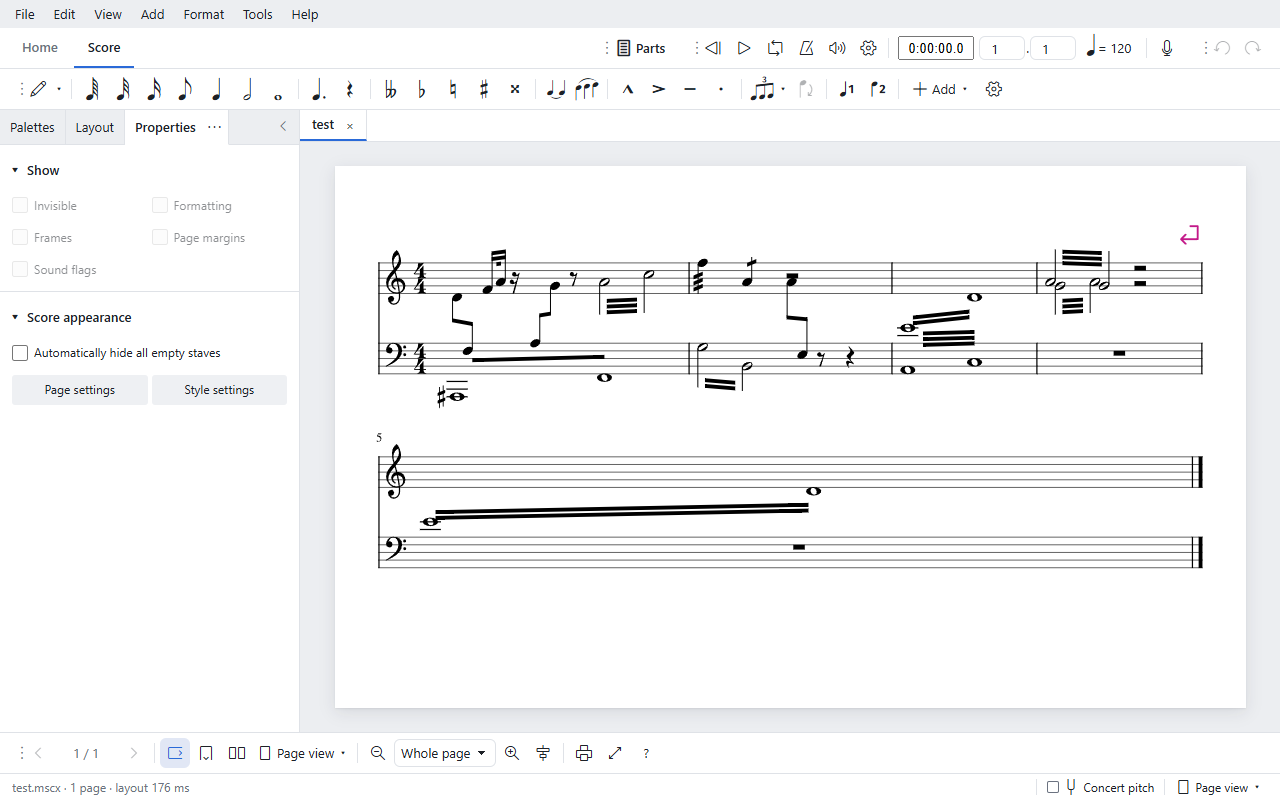 File Edit View Add Format Tools Help
Home Score Parts 0:00:00.0 1 . 1 = 120
3 1 2 Add
Palettes Layout Properties ··· test ×
Show
Invisible Formatting
Frames Page margins
Sound flags
Score appearance
Automatically hide all empty staves
Page settings Style settings
5
1 / 1 Page view Whole page ?
test.mscx · 1 page · layout 176 ms Concert pitch Page view